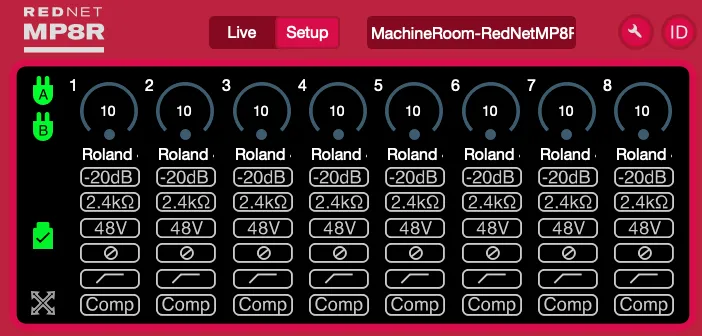 REDNET
MP8R
Live Setup MachineRoom-RedNetMP8R ID
A
B
1 2 3 4 5 6 7 8
10 10 10 10 10 10 10 10
Roland Roland Roland Roland Roland Roland Roland Roland
-20dB -20dB -20dB -20dB -20dB -20dB -20dB -20dB
2.4kΩ 2.4kΩ 2.4kΩ 2.4kΩ 2.4kΩ 2.4kΩ 2.4kΩ 2.4kΩ
48V 48V 48V 48V 48V 48V 48V 48V
Comp Comp Comp Comp Comp Comp Comp Comp